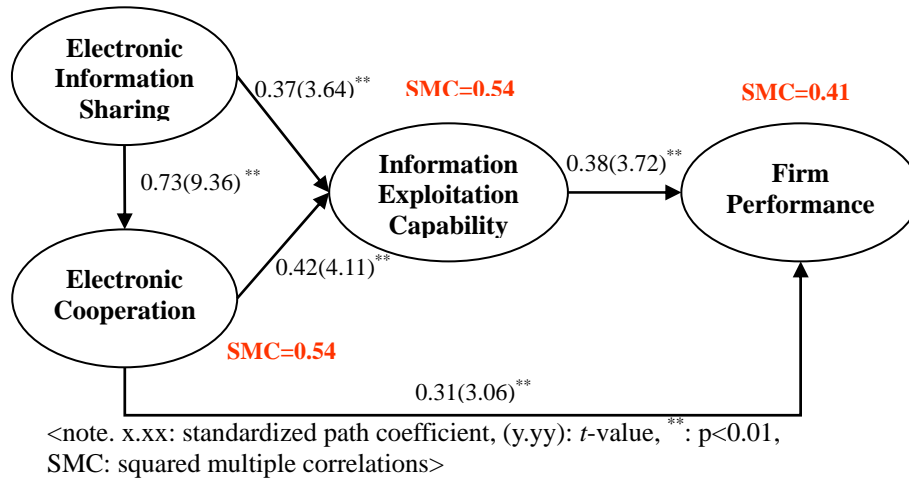 Electronic
Information
Sharing
0.37(3.64)**
SMC=0.54
SMC=0.41
Information
Exploitation
Capability
0.38(3.72)**
Firm
Performance
0.73(9.36) **
0.42(4.11)**
Electronic
Cooperation
SMC=0.54
0.31(3.06)**
<note. x.xx: standardized path coefficient, (y.yy): t-value, **: p<0.01,
SMC: squared multiple correlations>